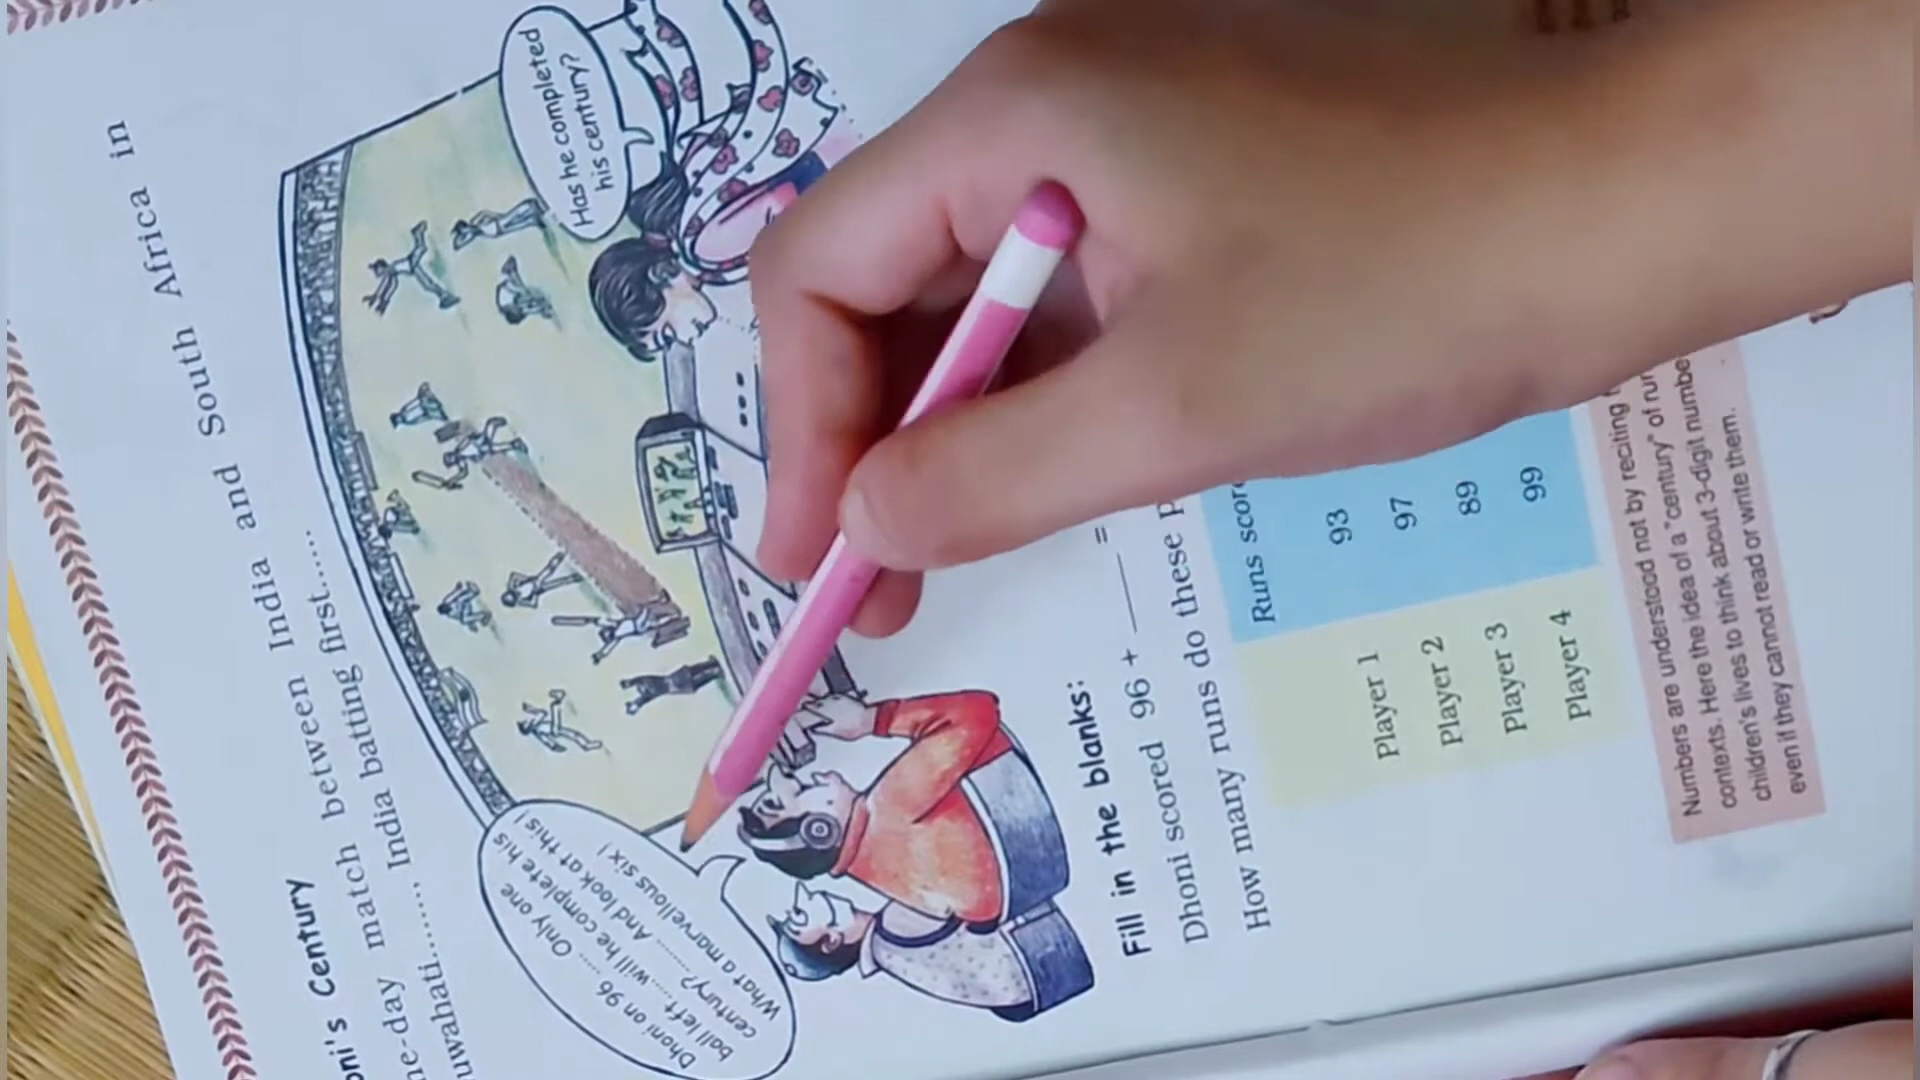 oni's Century
ne-day match between India and South Africa in
uwahati....... India batting first......
Dhoni on 96 ...... Only one
ball left...... will he complete his
century? ........ And look at this!
What a marvellous six!
Has he completed
his century?
Fill in the blanks:
Dhoni scored 96 + ____ =
How many runs do these p
Runs scor
Player 1 93
Player 2 97
Player 3 89
Player 4 99
Numbers are understood not by reciting
contexts. Here the idea of a "century" of run
children's lives to think about 3-digit numbe
even if they cannot read or write them.